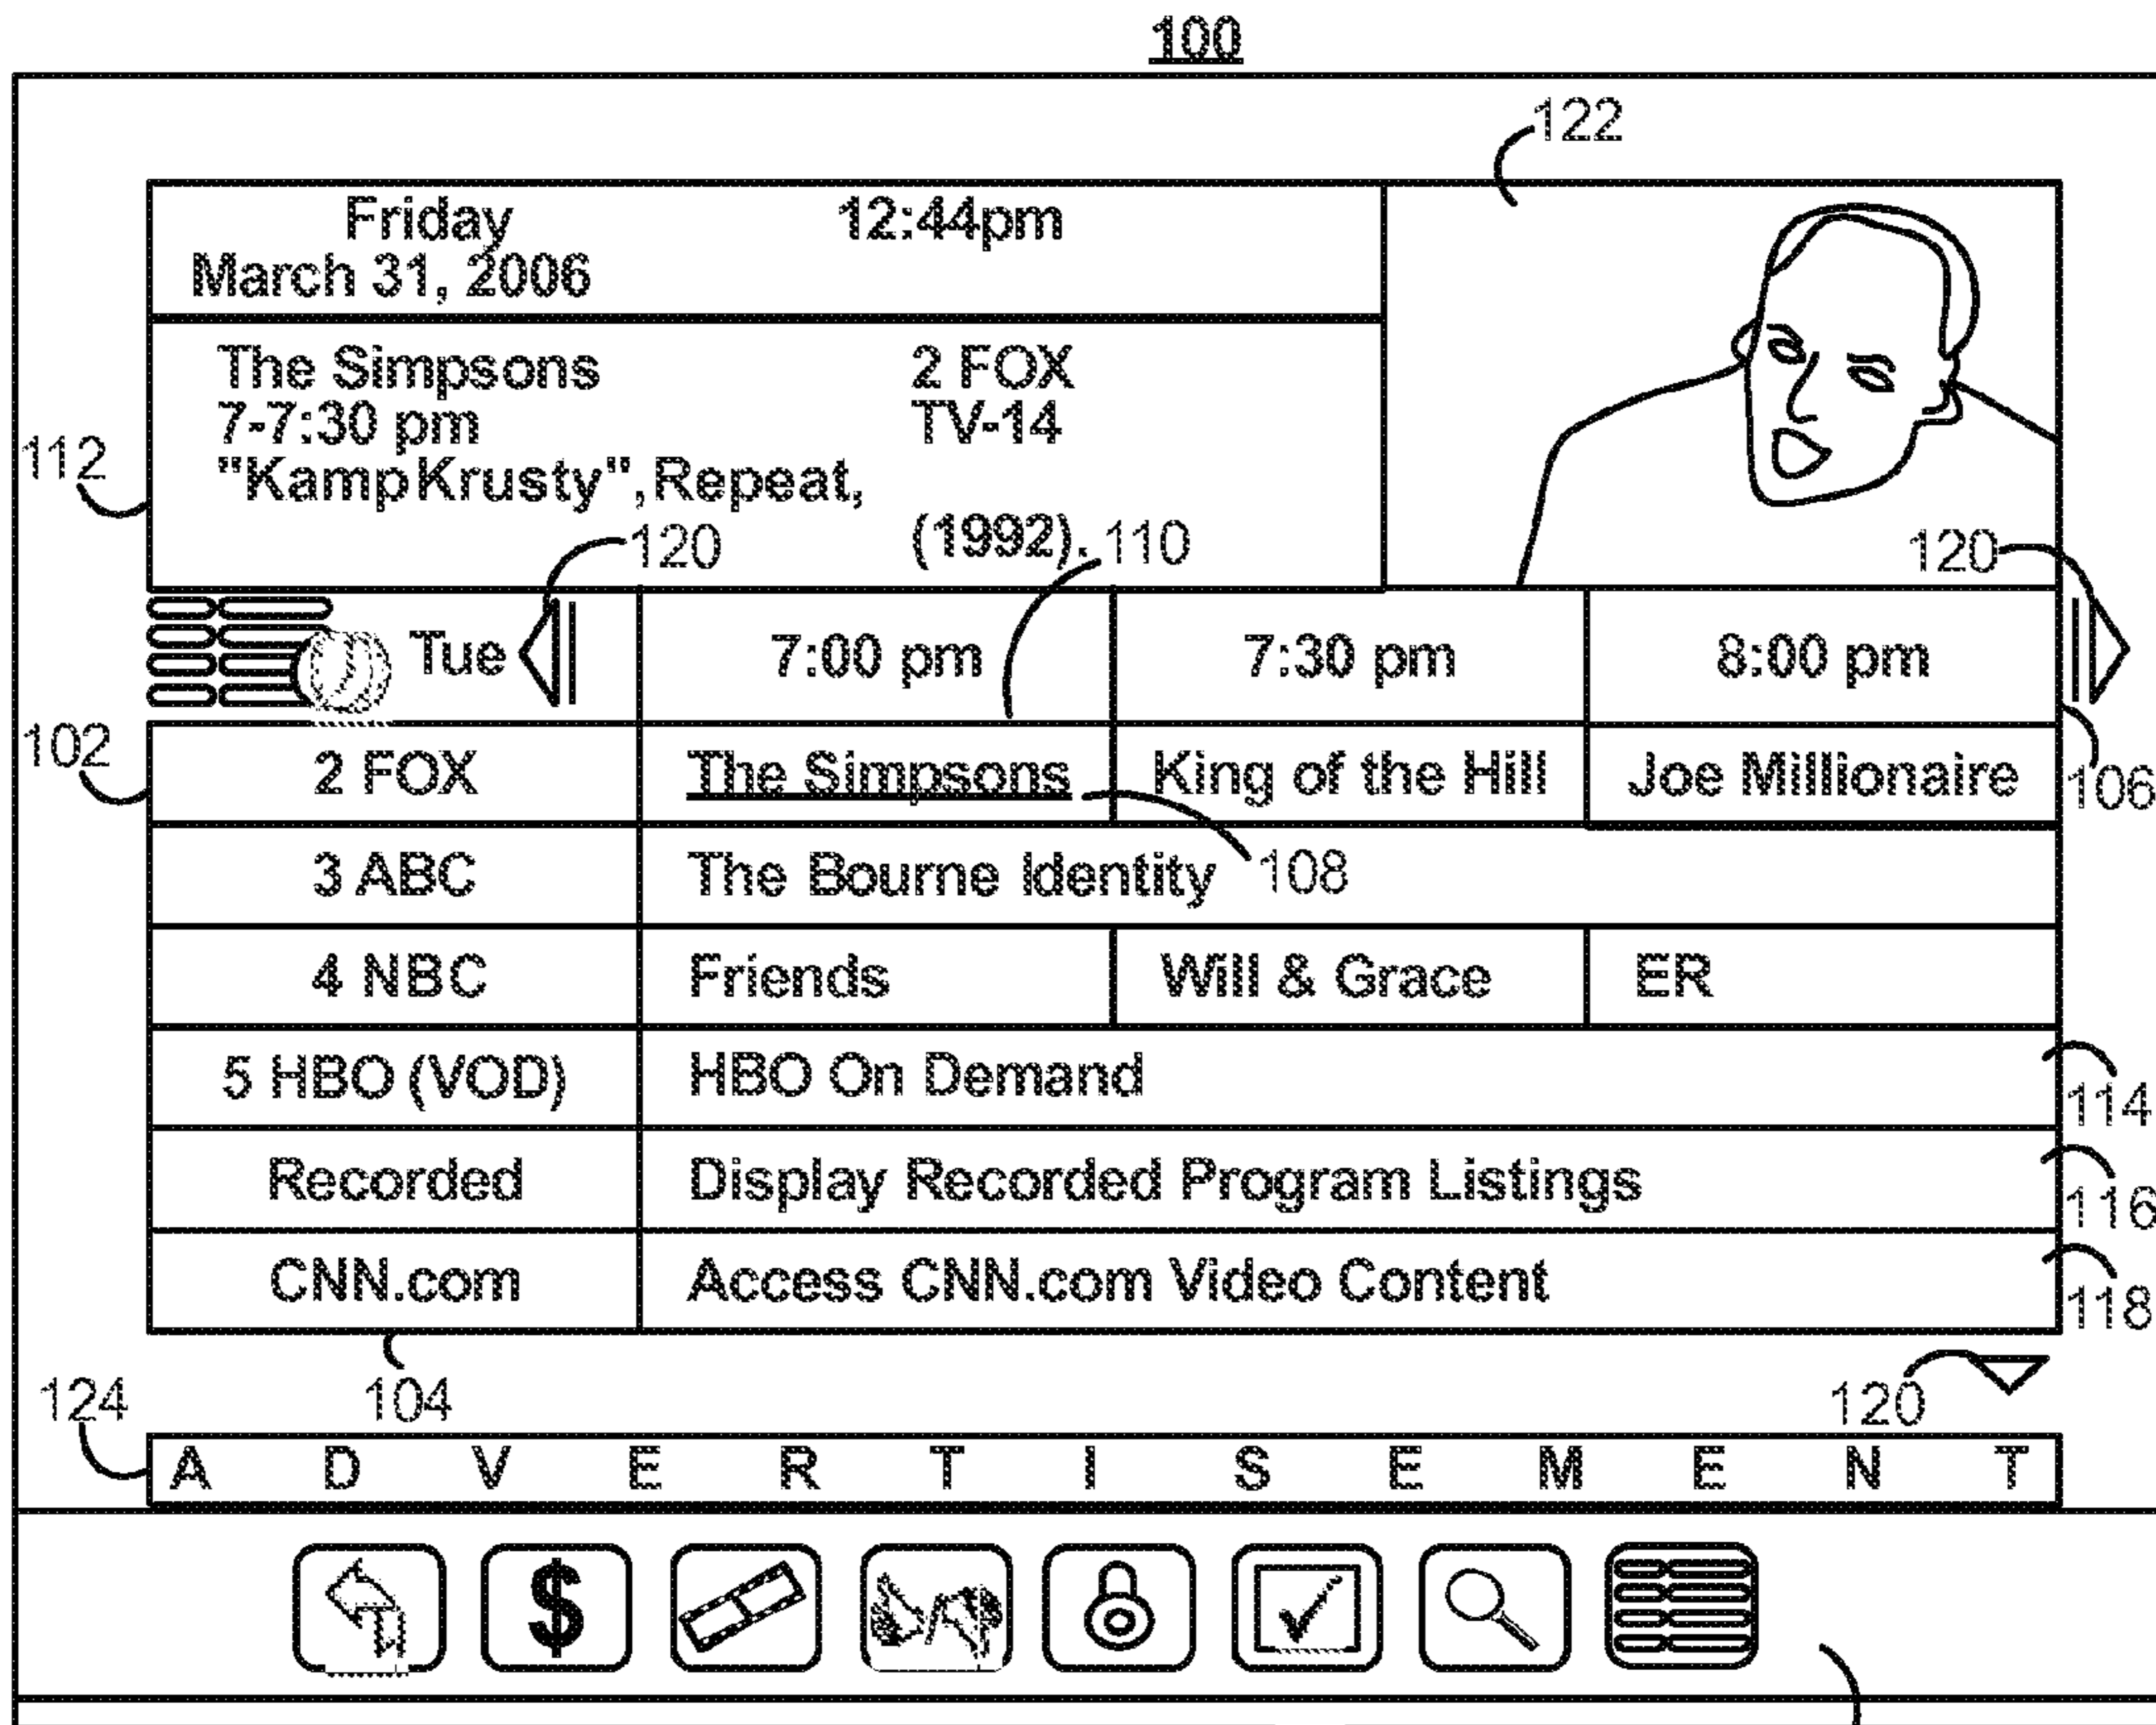 100
122
Friday 12:44pm
March 31, 2006
The Simpsons 2 FOX
7-7:30 pm TV-14
112
"KampKrusty", Repeat,
(1992).
120 110 120
Tue 7:00 pm 7:30 pm 8:00 pm
102
2 FOX The Simpsons King of the Hill Joe Millionaire
106
3 ABC The Bourne Identity 108
4 NBC Friends Will & Grace ER
5 HBO (VOD) HBO On Demand
114
Recorded Display Recorded Program Listings
116
CNN.com Access CNN.com Video Content
118
124 104 120
A D V E R T I S E M E N T
$